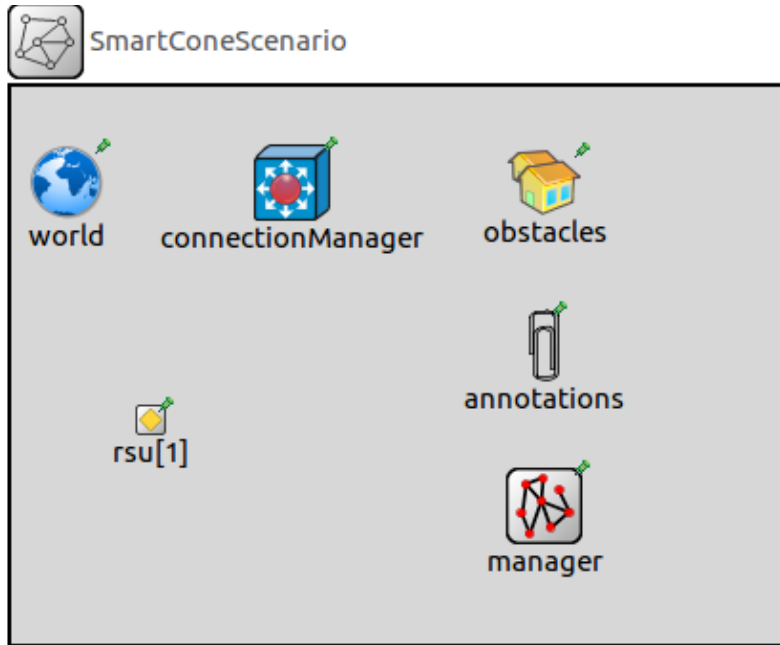 SmartConeScenario
world
connectionManager
obstacles
annotations
rsu[1]
manager